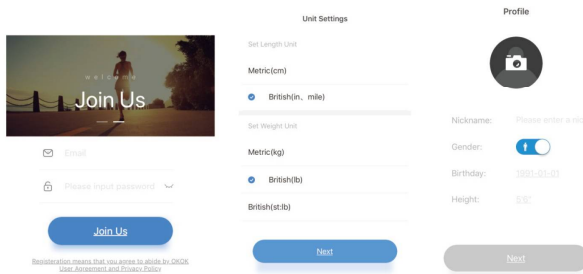 welcome
Join Us
Email
Please input password
Join Us
Registeration means that you agree to abide by OKOK
User Agreement and Privacy Policy
Unit Settings
Set Length Unit
Metric(cm)
British(in、mile)
Set Weight Unit
Metric(kg)
British(lb)
British(st:lb)
Next
Profile
Nickname:
Please enter a nic
Gender:
Birthday:
1991-01-01
Height:
5'6"
Next